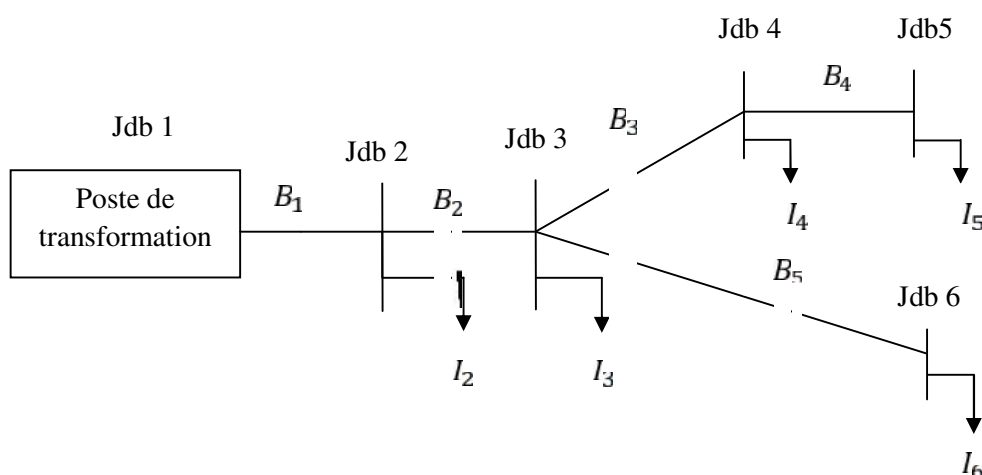 Jdb 4
Jdb5
B₄
B₃
Jdb 1
Jdb 3
Jdb 2
Poste de
transformation
B₁
B₂
I₄
I₅
B₅
Jdb 6
I₂
I₃
I₆